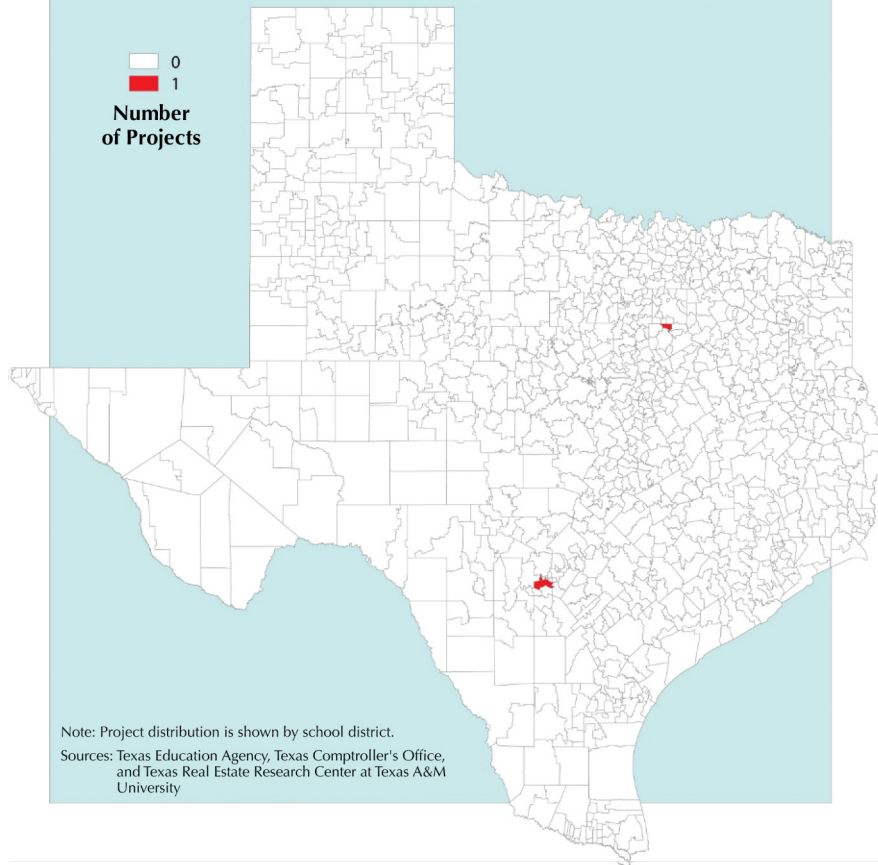 0
1
Number
of Projects
Note: Project distribution is shown by school district.
Sources: Texas Education Agency, Texas Comptroller's Office,
and Texas Real Estate Research Center at Texas A&M
University